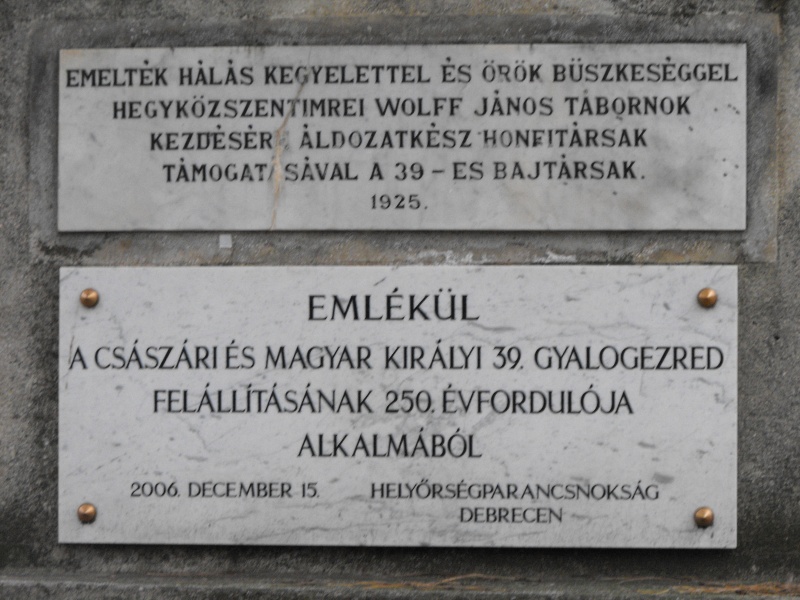 EMELTÉK HÁLÁS KEGYELETTEL ÉS ÖRÖK BÜSZKESÉGGEL
HEGYKÖZSZENTIMREI WOLFF JÁNOS TÁBORNOK
KEZDÉSÉRE ÁLDOZATKÉSZ HONFITÁRSAK
TÁMOGATÁSÁVAL A 39-ES BAJTÁRSAK.
1925.
EMLÉKÜL
A CSÁSZÁRI ÉS MAGYAR KIRÁLYI 39. GYALOGEZRED
FELÁLLÍTÁSÁNAK 250. ÉVFORDULÓJA
ALKALMÁBÓL
2006. DECEMBER 15. HELYŐRSÉGPARANCSNOKSÁG
DEBRECEN